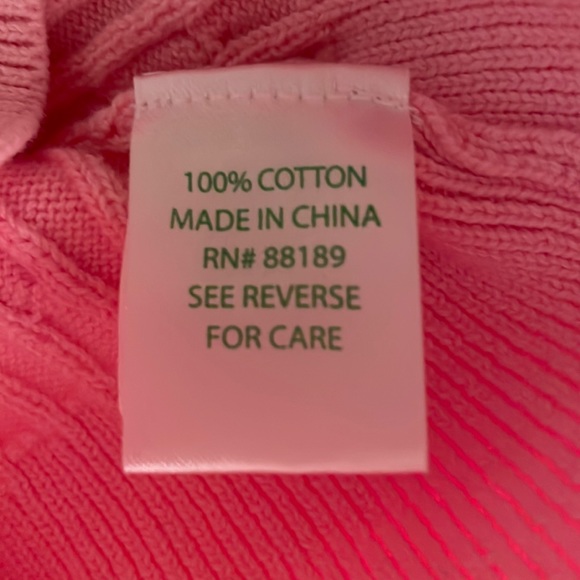 100% COTTON
MADE IN CHINA
RN# 88189
SEE REVERSE
FOR CARE